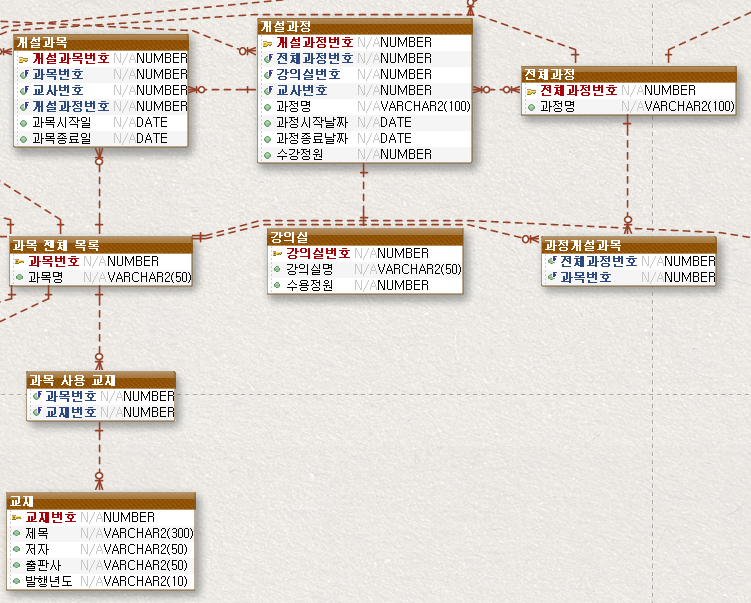 개설과목
개설과목번호 N/A NUMBER
과목번호 N/A NUMBER
교사번호 N/A NUMBER
개설과정번호 N/A NUMBER
과목시작일 N/A DATE
과목종료일 N/A DATE
개설과정
개설과정번호 N/A NUMBER
전체과정번호 N/A NUMBER
강의실번호 N/A NUMBER
교사번호 N/A NUMBER
과정명 N/A VARCHAR2(100)
과정시작날짜 N/A DATE
과정종료날짜 N/A DATE
수강정원 N/A NUMBER
전체과정
전체과정번호 N/A NUMBER
과정명 N/A VARCHAR2(100)
과목 전체 목록
과목번호 N/A NUMBER
과목명 N/A VARCHAR2(50)
강의실
강의실번호 N/A NUMBER
강의실명 N/A VARCHAR2(50)
수용정원 N/A NUMBER
과정개설과목
전체과정번호 N/A NUMBER
과목번호 N/A NUMBER
과목 사용 교재
과목번호 N/A NUMBER
교재번호 N/A NUMBER
교재
교재번호 N/A NUMBER
제목 N/A VARCHAR2(300)
저자 N/A VARCHAR2(50)
출판사 N/A VARCHAR2(50)
발행년도 N/A VARCHAR2(10)